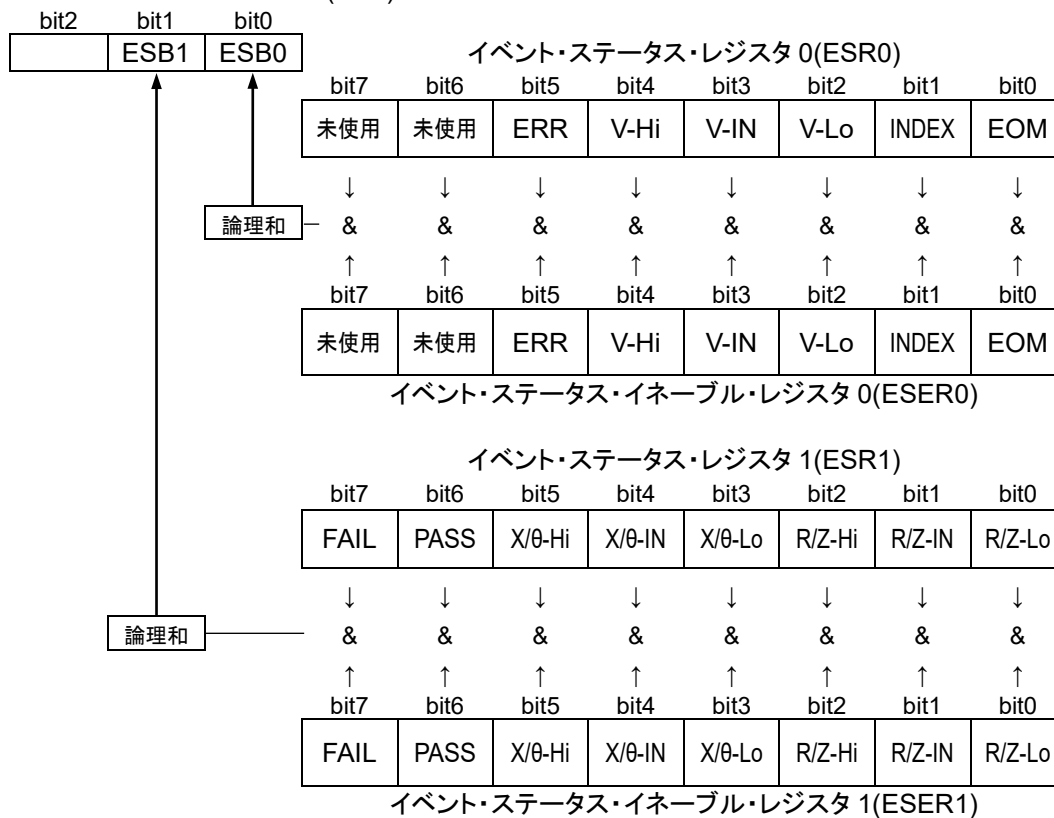 bit2 bit1 bit0
ESB1 ESB0
イベント・ステータス・レジスタ 0(ESR0)
bit7 bit6 bit5 bit4 bit3 bit2 bit1 bit0
未使用 未使用 ERR V-Hi V-IN V-Lo INDEX EOM
↓ ↓ ↓ ↓ ↓ ↓ ↓ ↓
論理和 & & & & & & & &
↑ ↑ ↑ ↑ ↑ ↑ ↑ ↑
bit7 bit6 bit5 bit4 bit3 bit2 bit1 bit0
未使用 未使用 ERR V-Hi V-IN V-Lo INDEX EOM
イベント・ステータス・イネーブル・レジスタ 0(ESER0)
イベント・ステータス・レジスタ 1(ESR1)
bit7 bit6 bit5 bit4 bit3 bit2 bit1 bit0
FAIL PASS X/θ-Hi X/θ-IN X/θ-Lo R/Z-Hi R/Z-IN R/Z-Lo
↓ ↓ ↓ ↓ ↓ ↓ ↓ ↓
論理和 & & & & & & & &
↑ ↑ ↑ ↑ ↑ ↑ ↑ ↑
bit7 bit6 bit5 bit4 bit3 bit2 bit1 bit0
FAIL PASS X/θ-Hi X/θ-IN X/θ-Lo R/Z-Hi R/Z-IN R/Z-Lo
イベント・ステータス・イネーブル・レジスタ 1(ESER1)